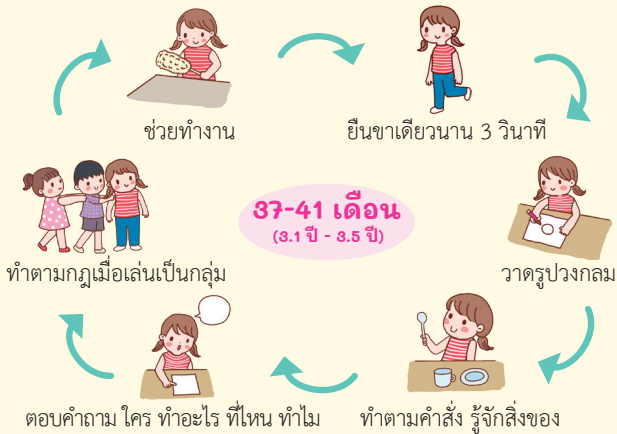 ช่วยทำงาน
ยืนขาเดียวนาน 3 วินาที
37-41 เดือน
(3.1 ปี - 3.5 ปี)
ทำตามกฎเมื่อเล่นเป็นกลุ่ม
วาดรูปวงกลม
ตอบคำถาม ใคร ทำอะไร ที่ไหน ทำไม
ทำตามคำสั่ง รู้จักสิ่งของ